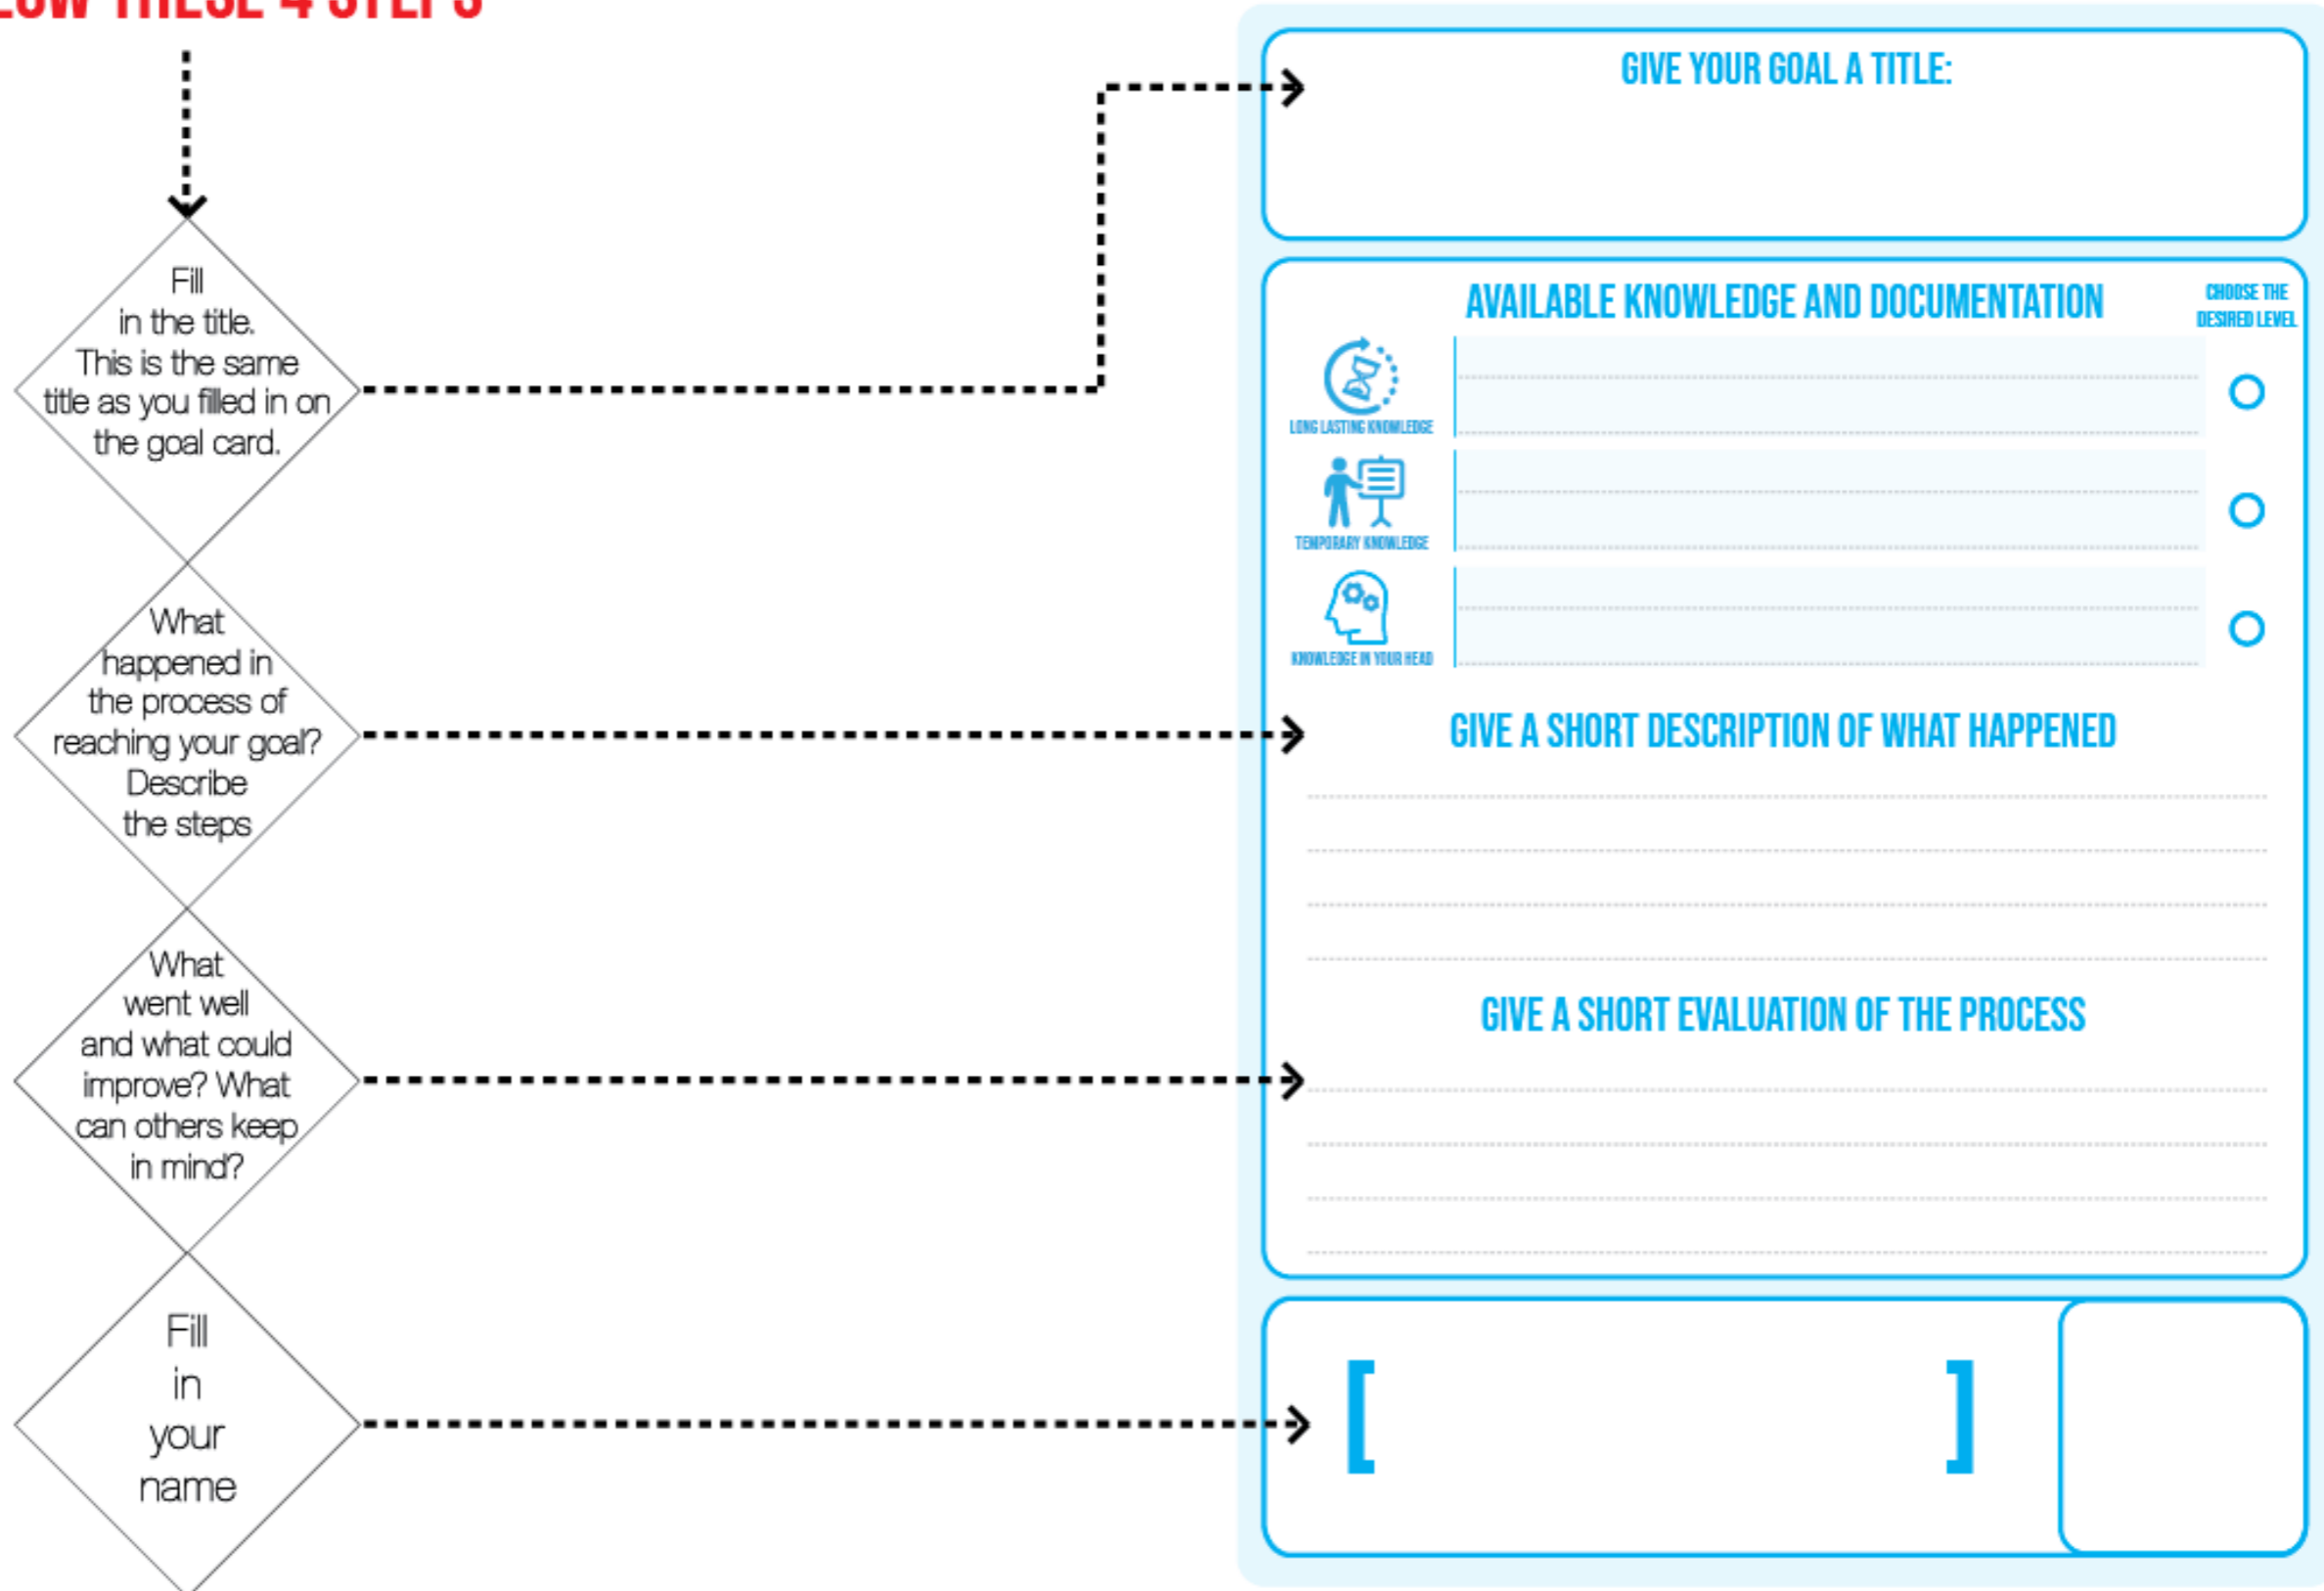 THESE 4 STEPS
Fill
in the title.
This is the same
title as you filled in on
the goal card.
What
happened in
the process of
reaching your goal?
Describe
the steps
What
went well
and what could
improve? What
can others keep
in mind?
Fill
in
your
name
GIVE YOUR GOAL A TITLE:
AVAILABLE KNOWLEDGE AND DOCUMENTATION
CHOOSE THE
DESIRED LEVEL
LONG LASTING KNOWLEDGE
TEMPORARY KNOWLEDGE
KNOWLEDGE IN YOUR HEAD
GIVE A SHORT DESCRIPTION OF WHAT HAPPENED
GIVE A SHORT EVALUATION OF THE PROCESS
[ ]